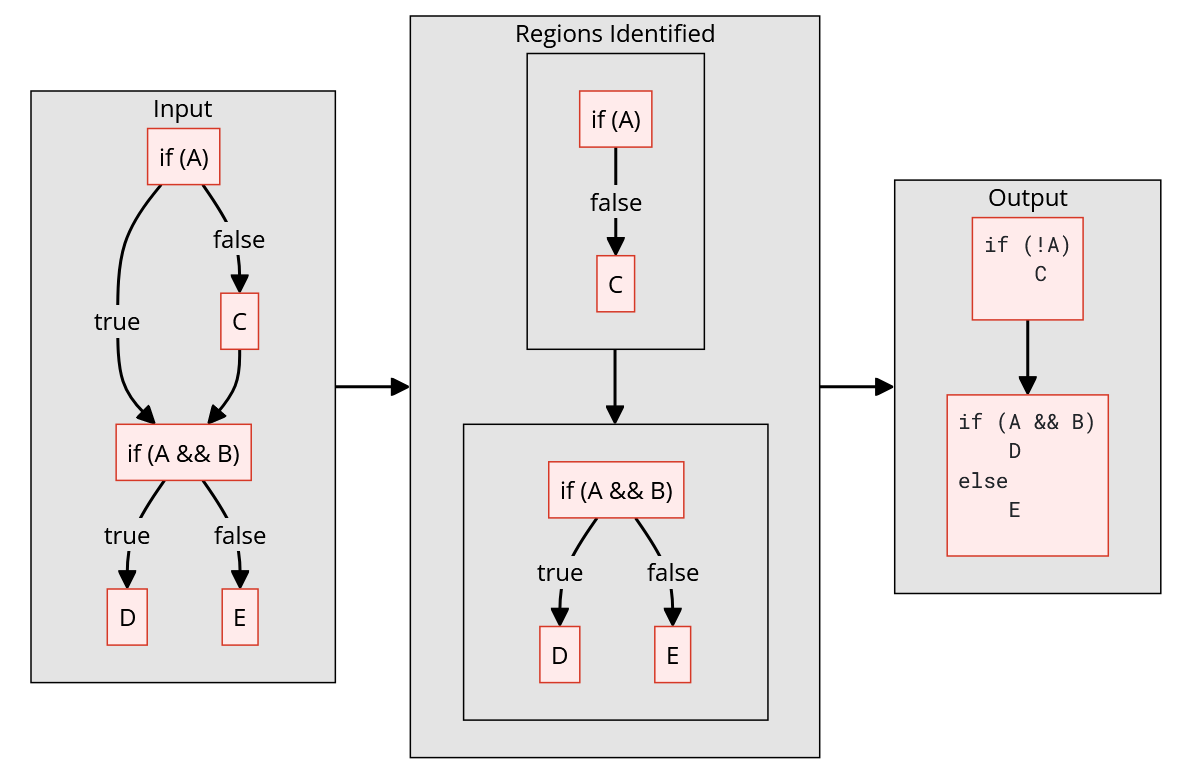 Input
if (A)
false
true
C
if (A && B)
true
false
D
E
Regions Identified
if (A)
false
C
if (A && B)
true
false
D
E
Output
if (!A)
C
if (A && B)
D
else
E